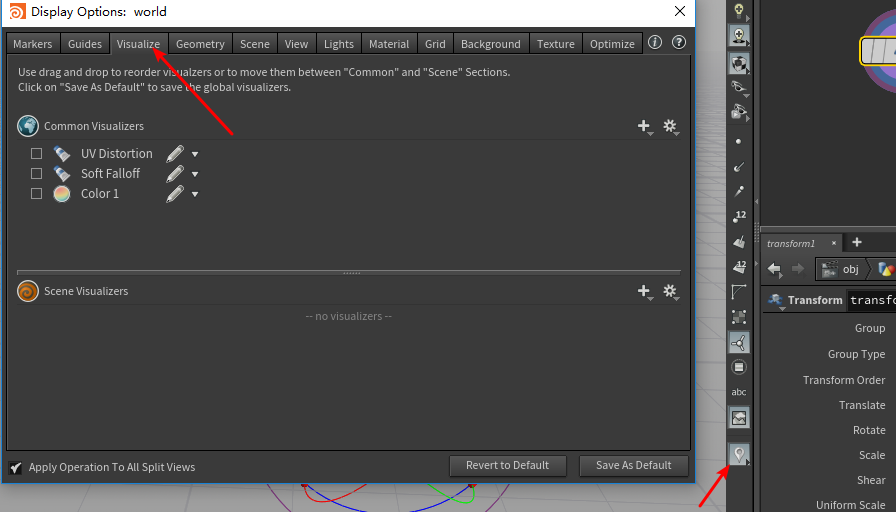 Display Options: world
Markers Guides Visualize Geometry Scene View Lights Material Grid Background Texture Optimize
Use drag and drop to reorder visualzers or to move them between "Common" and "Scene" Sections.
Click on "Save As Default" to save the global visualizers.
Common Visualizers
UV Distortion
Soft Falloff
Color 1
Scene Visualizers
-- no visualizers --
Apply Operation To All Split Views
Revert to Default
Save As Default
12
12
abc
transform1
obj
Transform
transfo
Group
Group Type
Transform Order
Translate
Rotate
Scale
Shear
Uniform Scale